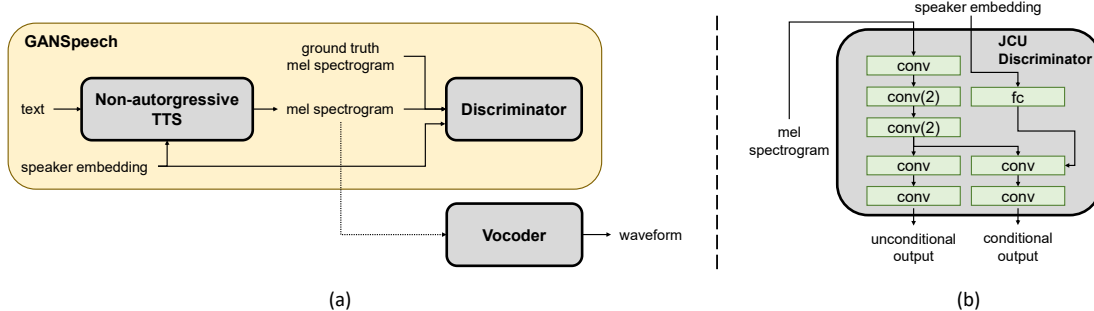 GANSpeech
ground truth
mel spectrogram
text
Non-autorgressive
TTS
mel spectrogram
Discriminator
speaker embedding
Vocoder
waveform
(a)
speaker embedding
JCU
Discriminator
conv
conv(2)
fc
conv(2)
mel
spectrogram
conv
conv
conv
conv
unconditional
output
conditional
output
(b)